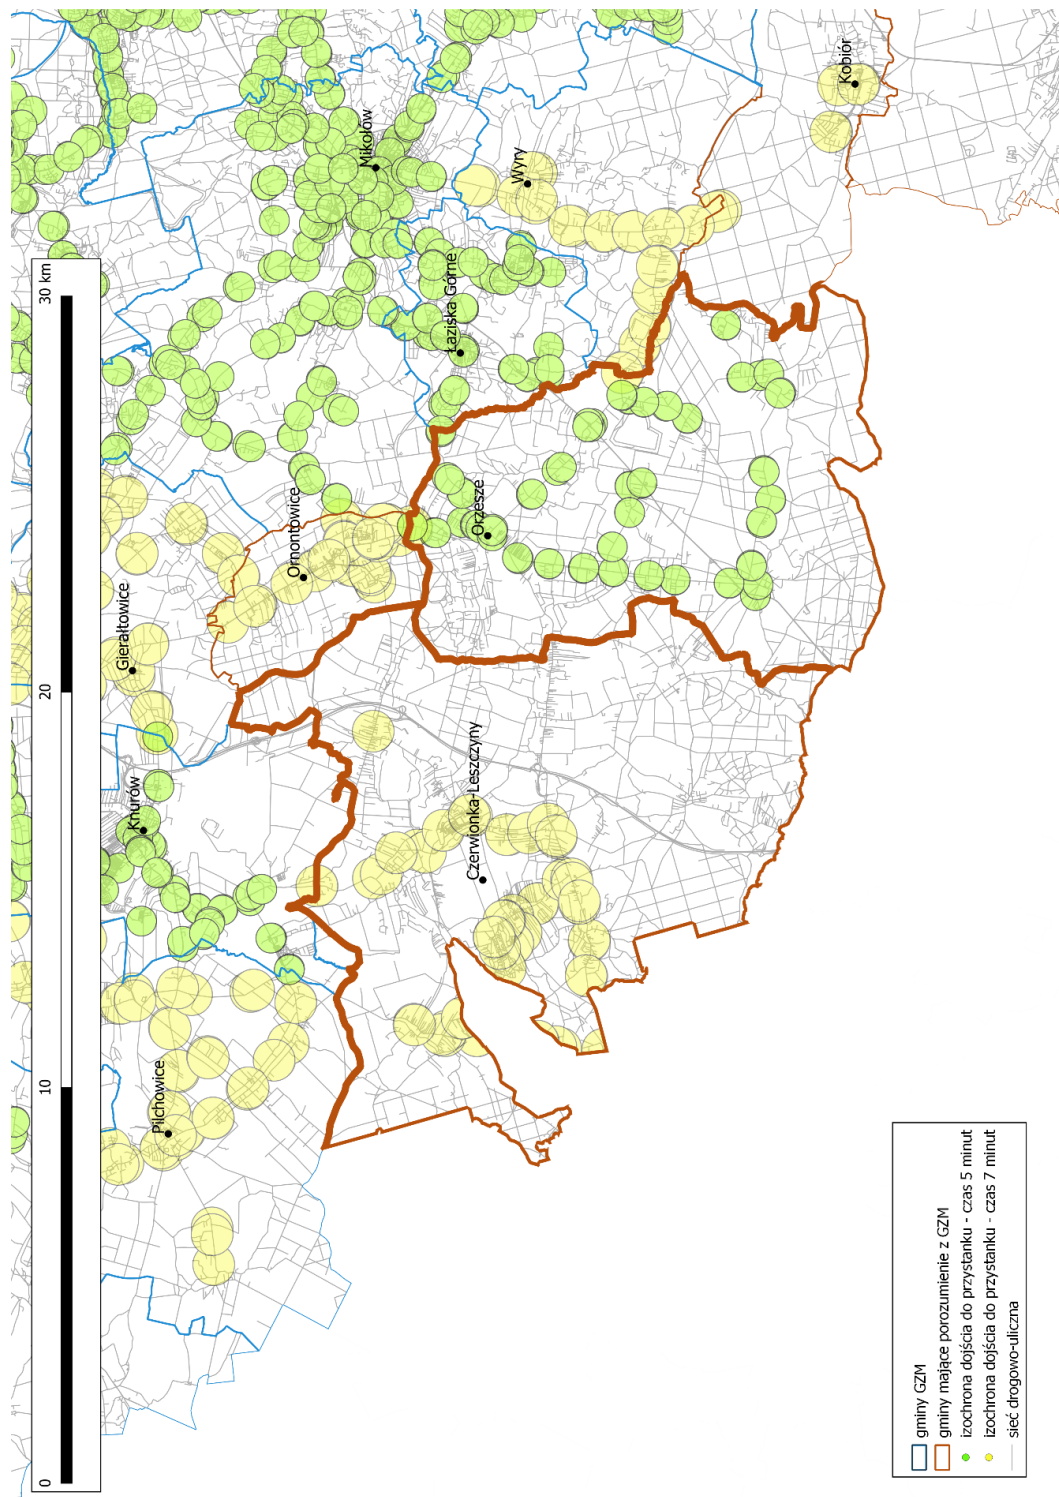 0
10
20
30 km
Pilchowice
Knurów
Gierałtowice
Ornontowice
Mikołów
Łaziska Górne
Wyry
Kobiór
Orzesze
Czerwionka-Leszczyny
gminy GZM
gminy mające porozumienie z GZM
izochrona dojścia do przystanku - czas 5 minut
izochrona dojścia do przystanku - czas 7 minut
sieć drogowo-uliczna